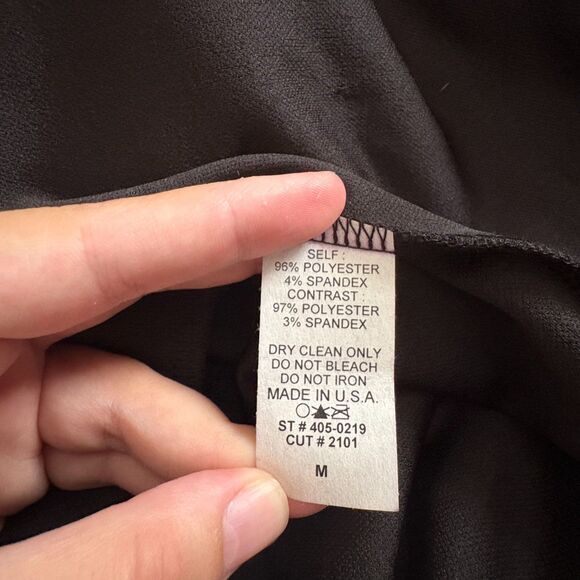 SELF :
96% POLYESTER
4% SPANDEX
CONTRAST :
97% POLYESTER
3% SPANDEX
DRY CLEAN ONLY
DO NOT BLEACH
DO NOT IRON
MADE IN U.S.A.
ST # 405-0219
CUT # 2101
M